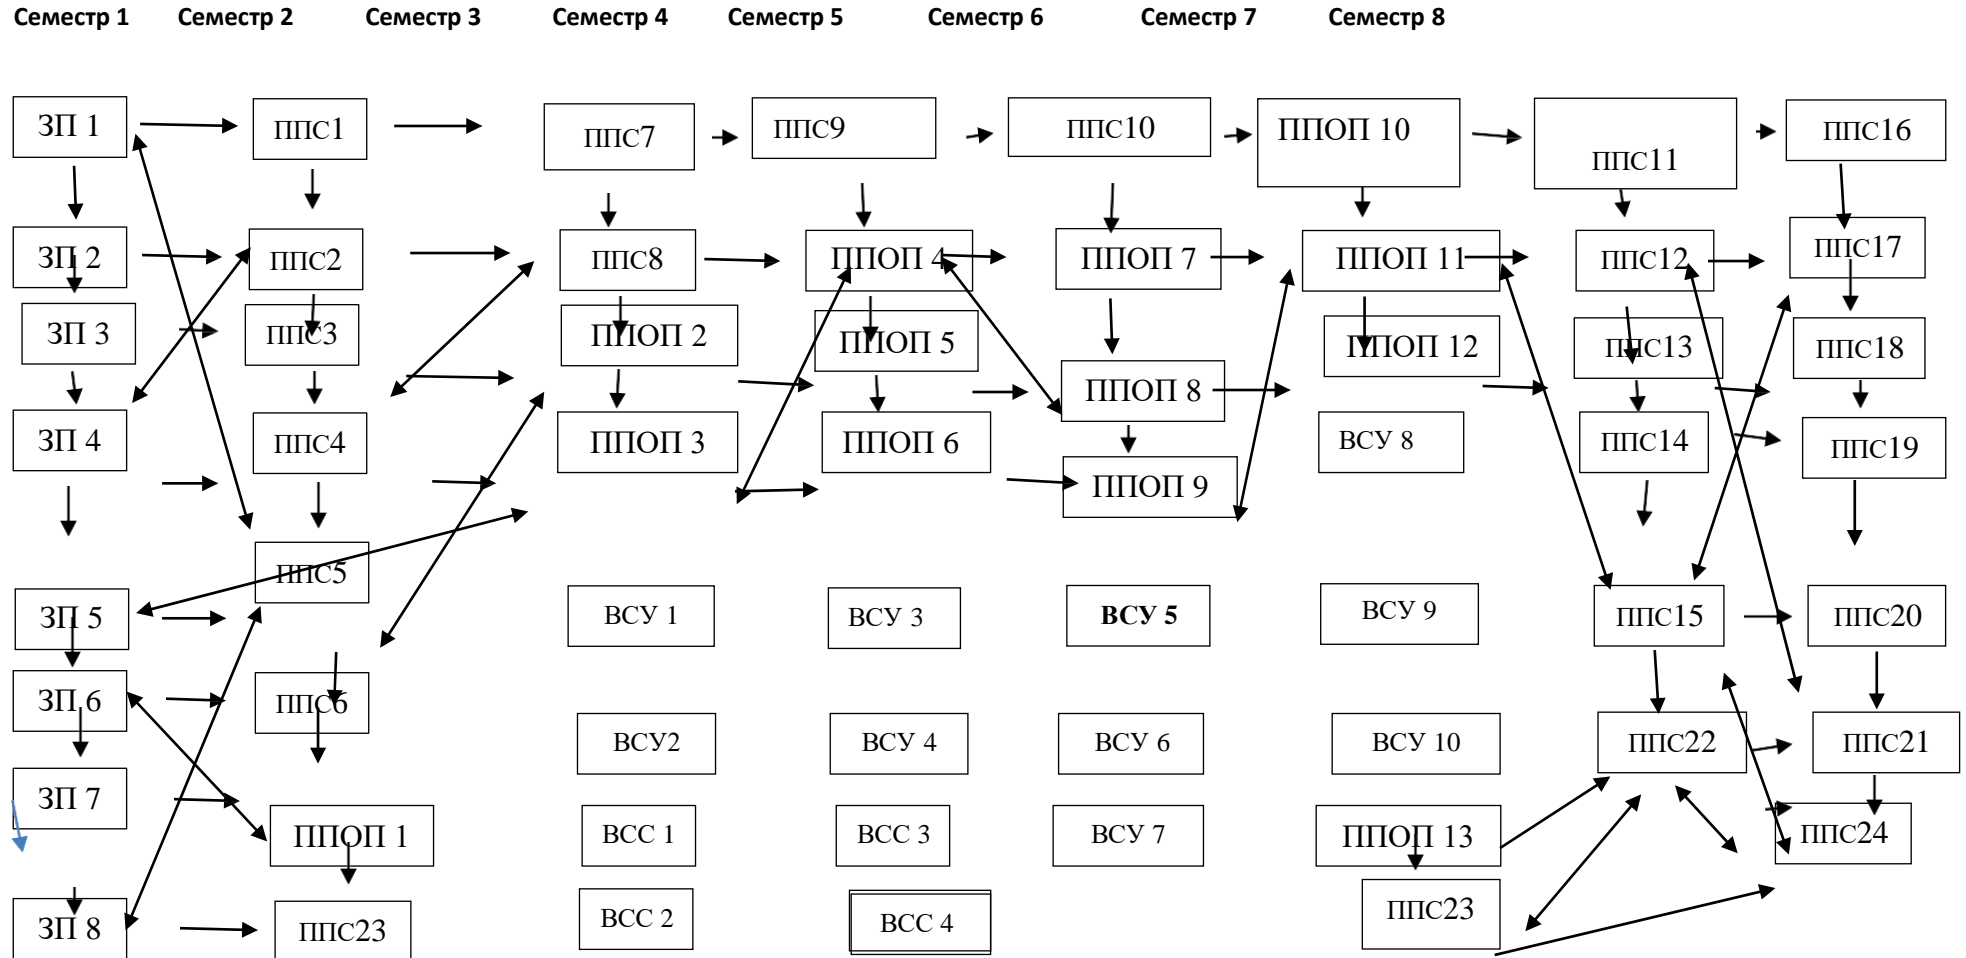 Семестр 1 Семестр 2 Семестр 3 Семестр 4 Семестр 5 Семестр 6 Семестр 7 Семестр 8
ЗП 1 ППС1 ППС7 ППС9 ППС10 ППОП 10 ППС11 ППС16
ЗП 2 ППС2 ППС8 ППОП 4 ППОП 7 ППОП 11 ППС12 ППС17
ЗП 3 ППС3 ППОП 2 ППОП 5 ППОП 12 ППС13 ППС18
ППОП 8
ЗП 4 ППС4 ППОП 3 ППОП 6 ВСУ 8 ППС14 ППС19
ППОП 9
ППС5
ЗП 5 ВСУ 1 ВСУ 3 ВСУ 5 ВСУ 9 ППС15 ППС20
ЗП 6 ППС6
ВСУ2 ВСУ 4 ВСУ 6 ВСУ 10 ППС22 ППС21
ЗП 7
ППОП 1 ВСС 1 ВСС 3 ВСУ 7 ППОП 13 ППС24
ЗП 8 ППС23 ВСС 2 ВСС 4 ППС23